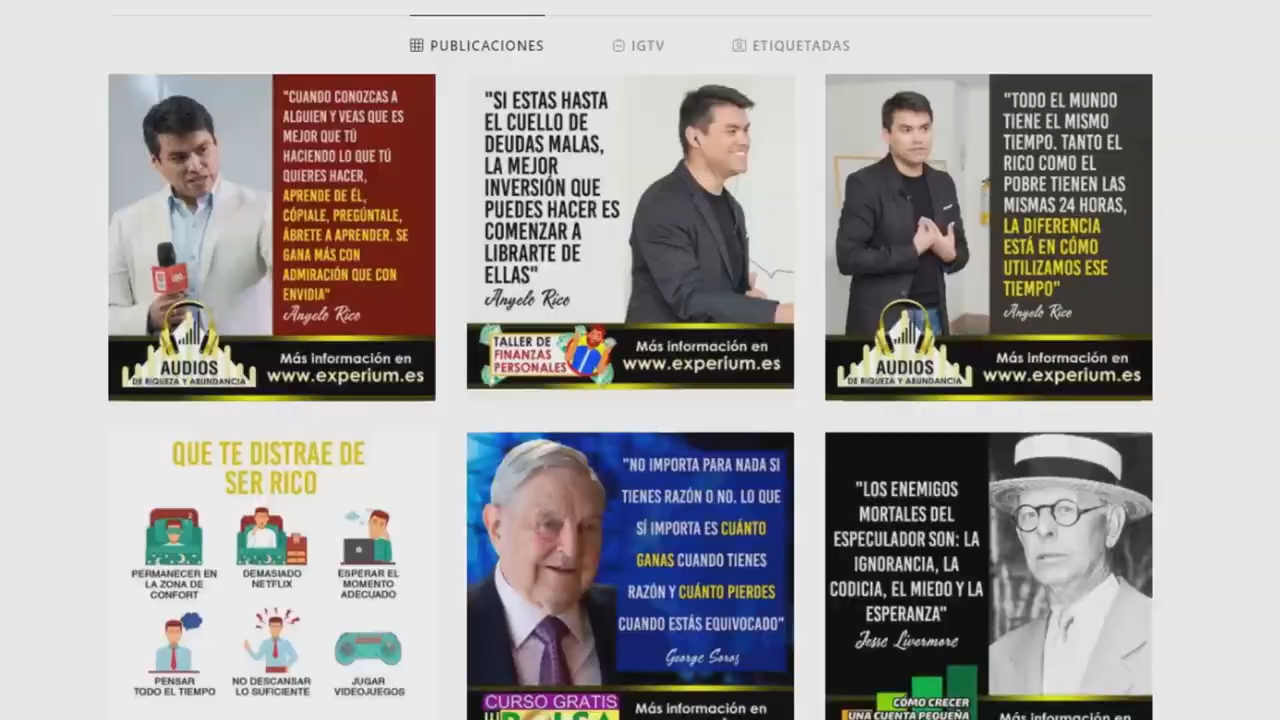 PUBLICACIONES
IGTV
ETIQUETADAS
"CUANDO CONOZCAS A
ALGUIEN Y VEAS QUE ES
MEJOR QUE TÚ
HACIENDO LO QUE TÚ
QUIERES HACER,
APRENDE DE ÉL,
CÓPIALE, PREGÚNTALE,
ÁBRETE A APRENDER. SE
GANA MÁS CON
ADMIRACIÓN QUE CON
ENVIDIA"
Ángelo Rico
AUDIOS
DE RIQUEZA Y ABUNDANCIA
Más información en
www.experium.es
"SI ESTAS HASTA
EL CUELLO DE
DEUDAS MALAS,
LA MEJOR
INVERSIÓN QUE
PUEDES HACER ES
COMENZAR A
LIBRARTE DE
ELLAS"
Ángelo Rico
TALLER DE
FINANZAS
PERSONALES
Más información en
www.experium.es
"TODO EL MUNDO
TIENE EL MISMO
TIEMPO. TANTO EL
RICO COMO EL
POBRE TIENEN LAS
MISMAS 24 HORAS,
LA DIFERENCIA
ESTÁ EN CÓMO
UTILIZAMOS ESE
TIEMPO"
Ángelo Rico
AUDIOS
DE RIQUEZA Y ABUNDANCIA
Más información en
www.experium.es
QUE TE DISTRAE DE
SER RICO
PERMANECER EN
LA ZONA DE
CONFORT
DEMASIADO
NETFLIX
ESPERAR EL
MOMENTO
ADECUADO
PENSAR
TODO EL TIEMPO
NO DESCANSAR
LO SUFICIENTE
JUGAR
VIDEOJUEGOS
"NO IMPORTA PARA NADA SI
TIENES RAZÓN O NO. LO QUE
SÍ IMPORTA ES CUÁNTO
GANAS CUANDO TIENES
RAZÓN Y CUÁNTO PIERDES
CUANDO ESTÁS EQUIVOCADO"
George Soros
CURSO GRATIS
BOLSA
Más información en
"LOS ENEMIGOS
MORTALES DEL
ESPECULADOR SON: LA
IGNORANCIA, LA
CODICIA, EL MIEDO Y LA
ESPERANZA"
Jesse Livermore
CÓMO CRECER
UNA CUENTA PEQUEÑA
Más información en